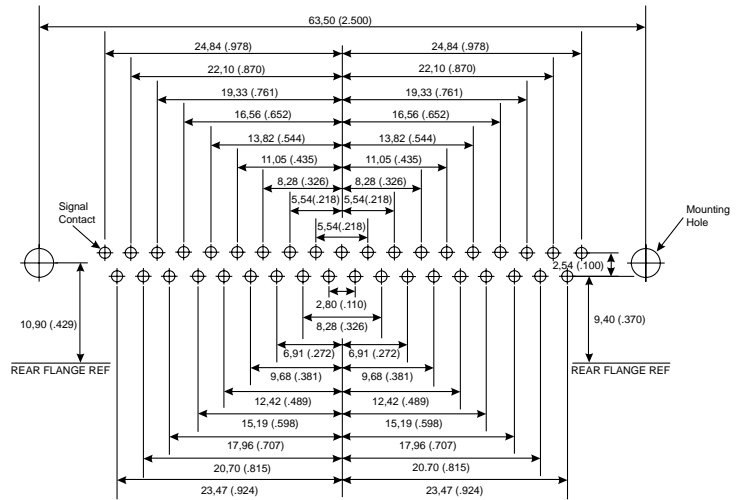 63,50 (2.500)
24,84 (.978) 24,84 (.978)
22,10 (.870) 22,10 (.870)
19,33 (.761) 19,33 (.761)
16,56 (.652) 16,56 (.652)
13,82 (.544) 13,82 (.544)
11,05 (.435) 11,05 (.435)
8,28 (.326) 8,28 (.326)
5,54(.218) 5,54(.218)
Signal
Contact
Mounting
Hole
5,54(.218)
2,54 (.100)
2,80 (.110)
10,90 (.429)
9,40 (.370)
8,28 (.326)
6,91 (.272) 6,91 (.272)
REAR FLANGE REF REAR FLANGE REF
9,68 (.381) 9,68 (.381)
12,42 (.489) 12,42 (.489)
15,19 (.598) 15,19 (.598)
17,96 (.707) 17,96 (.707)
20,70 (.815) 20.70 (.815)
23,47 (.924) 23,47 (.924)